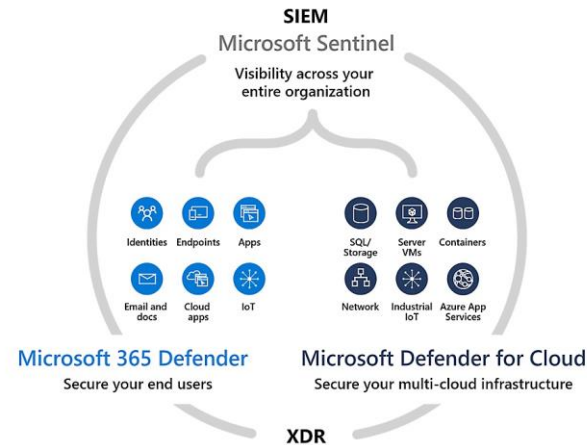 SIEM
Microsoft Sentinel
Visibility across your
entire organization
Identities
Endpoints
Apps
SQL/
Storage
Server
VMs
Containers
Email and
docs
Cloud
apps
IoT
Network
Industrial
IoT
Azure App
Services
Microsoft 365 Defender
Secure your end users
Microsoft Defender for Cloud
Secure your multi-cloud infrastructure
XDR